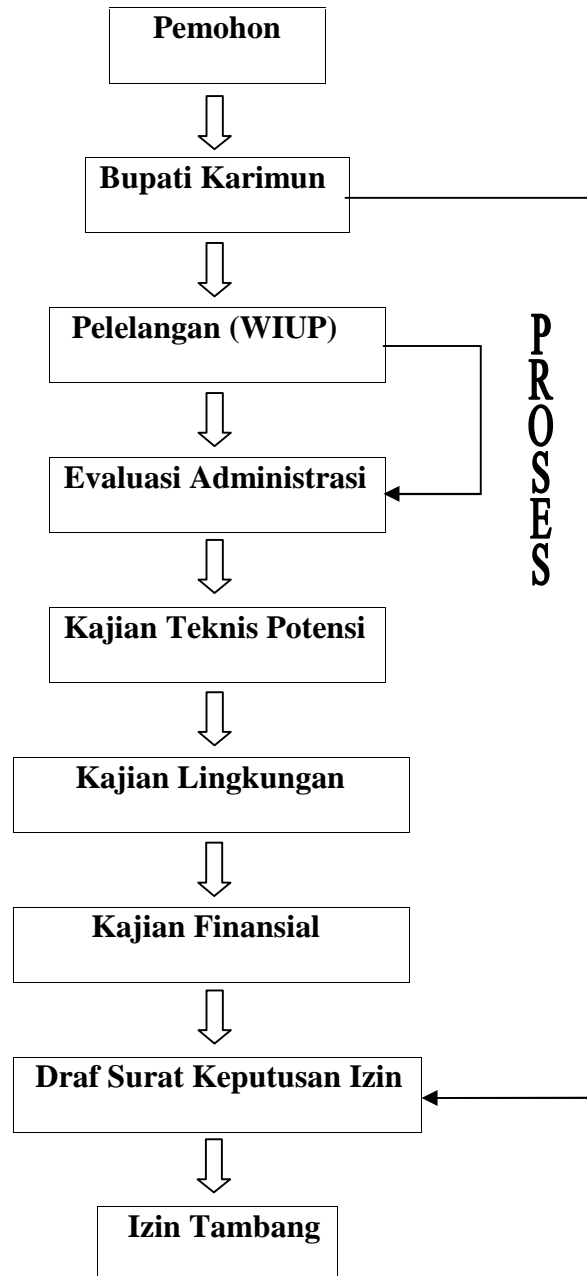 Pemohon
Bupati Karimun
Pelelangan (WIUP)
PROSES
Evaluasi Administrasi
Kajian Teknis Potensi
Kajian Lingkungan
Kajian Finansial
Draf Surat Keputusan Izin
Izin Tambang